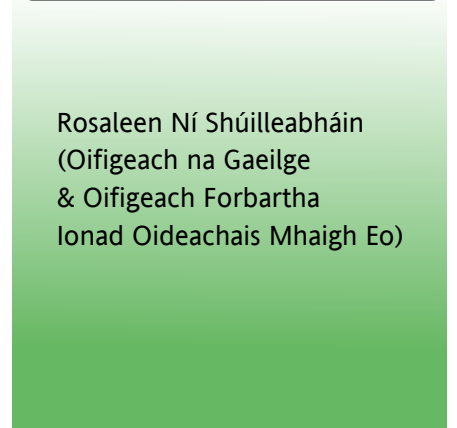 Rosaleen Ní Shúilleabháin
(Oifigeach na Gaeilge
& Oifigeach Forbartha
Ionad Oideachais Mhaigh Eo)